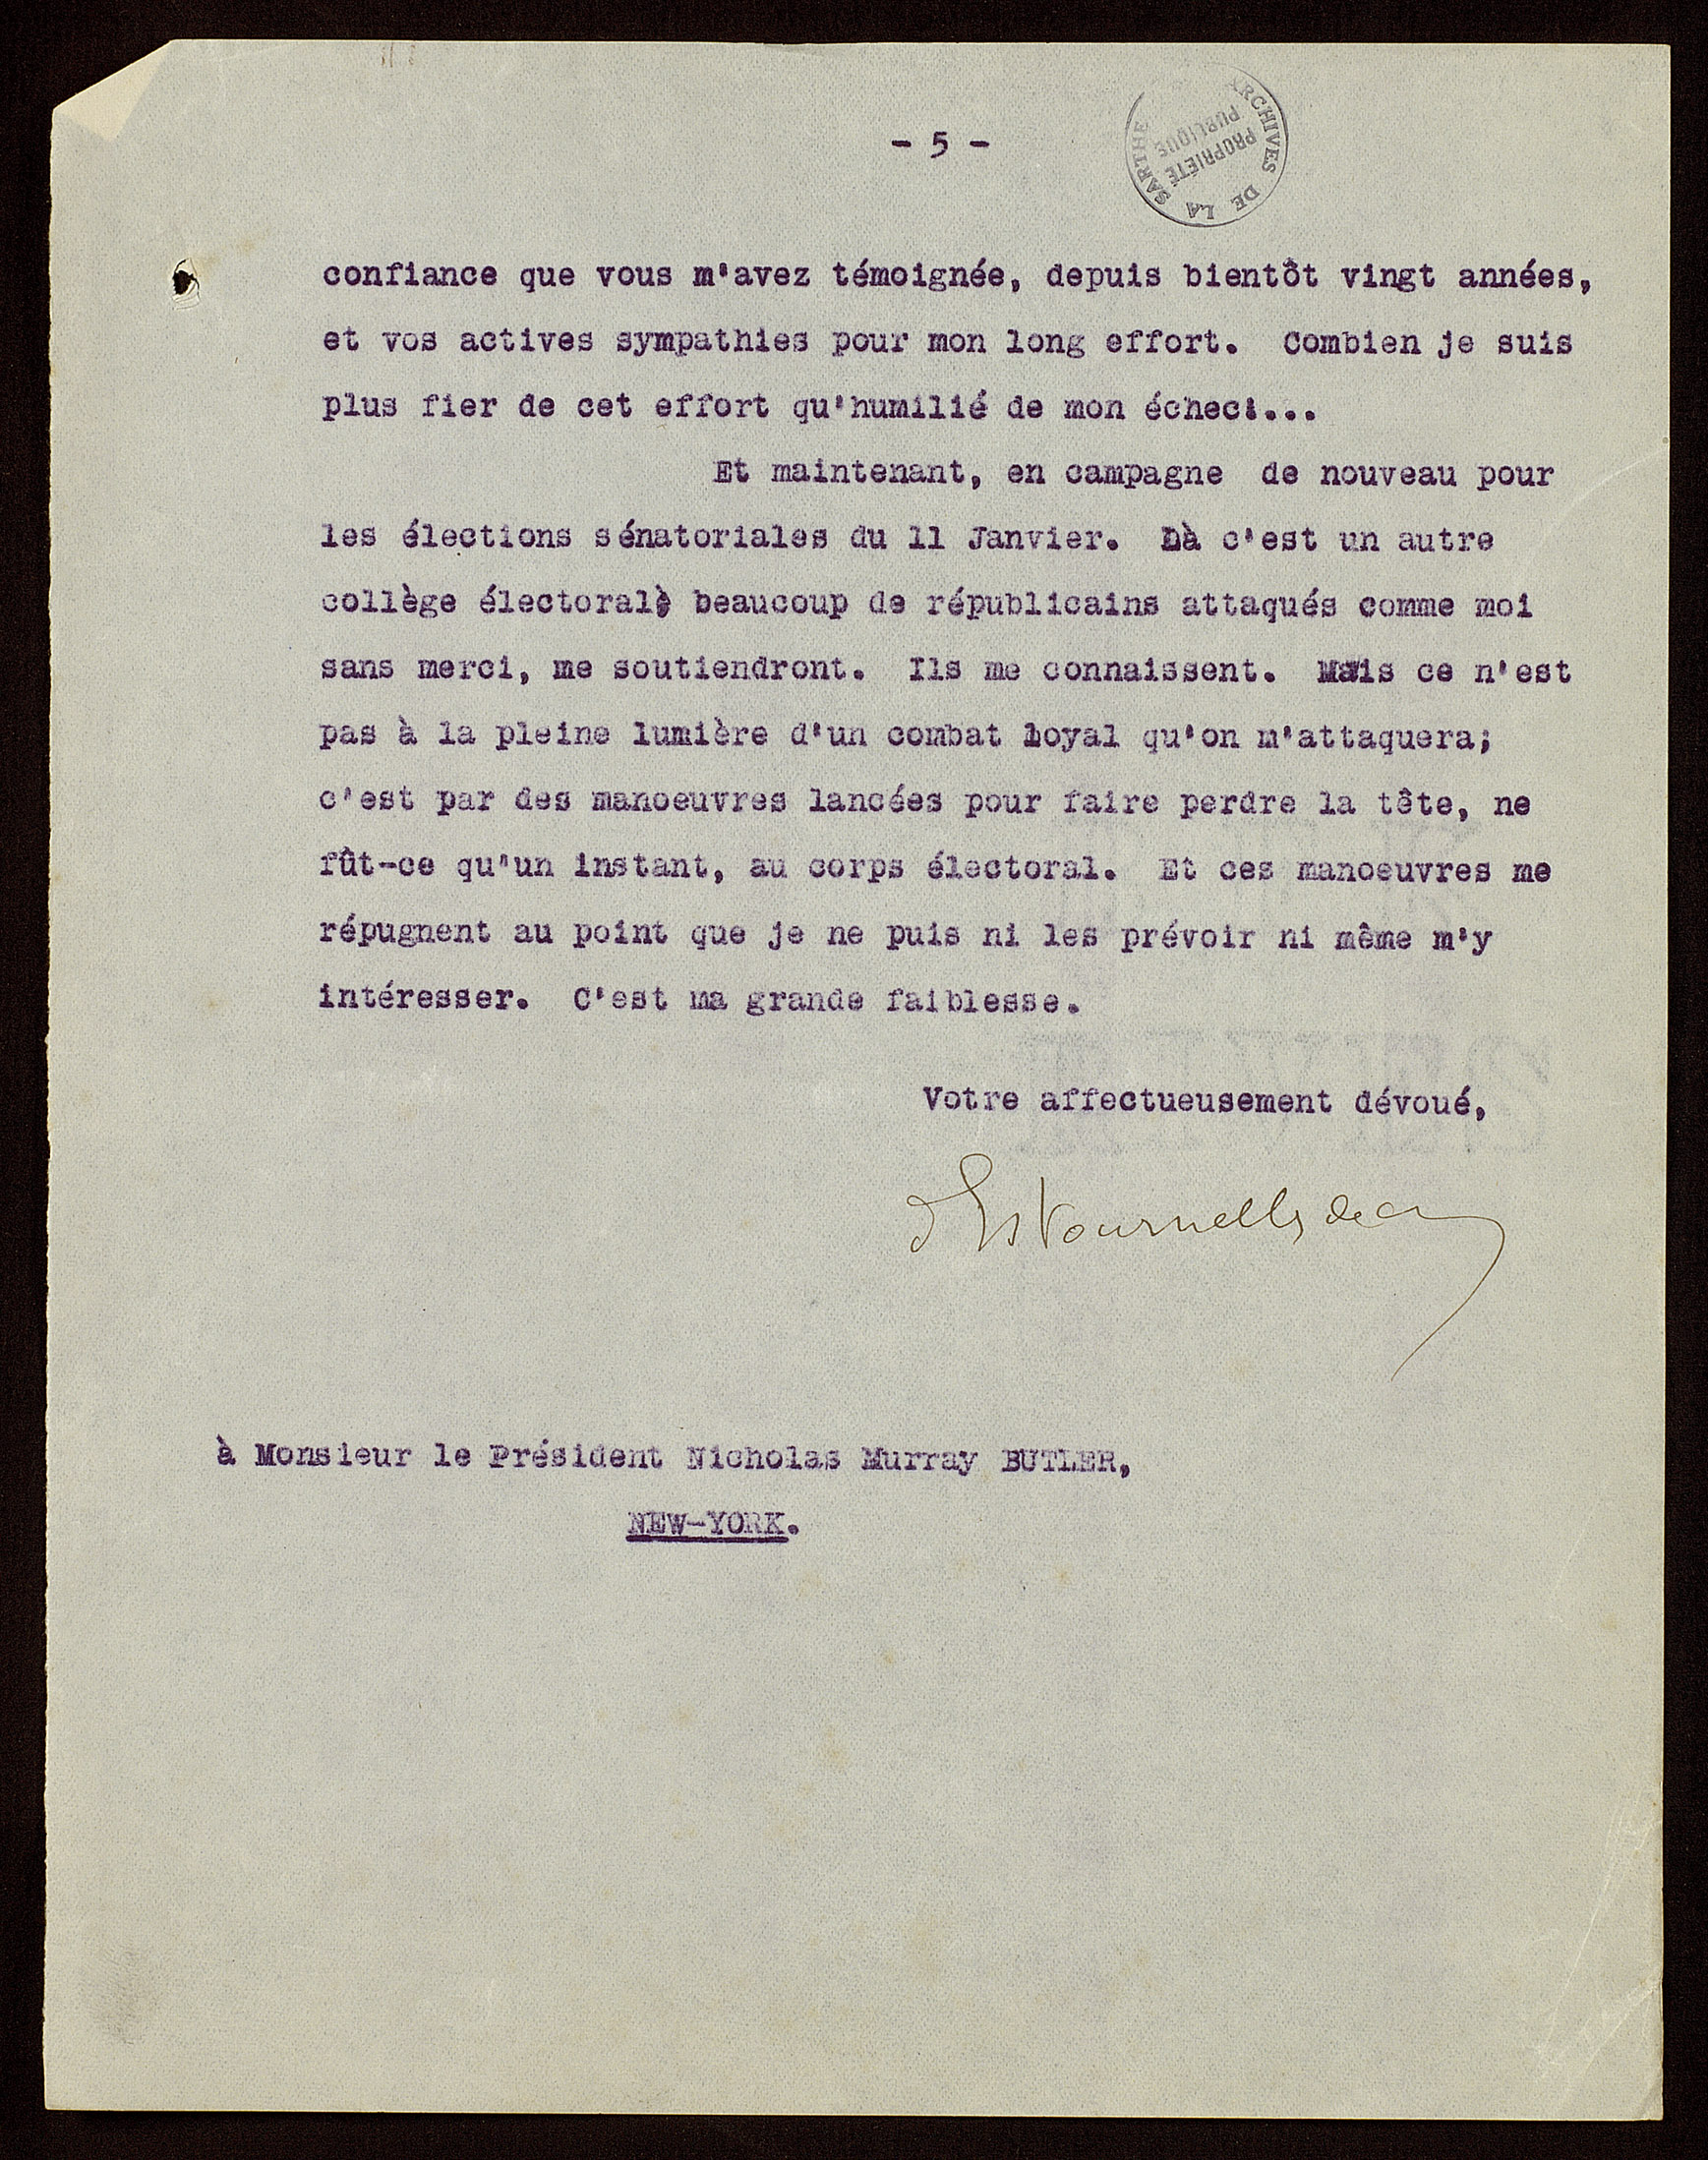 - 5 -
ARCHIVES DE LA SARTHE
PROPRIÉTÉ
PUBLIQUE
confiance que vous m'avez témoignée, depuis bientôt vingt années,
et vos actives sympathies pour mon long effort. Combien je suis
plus fier de cet effort qu'humilié de mon échec!...
Et maintenant, en campagne de nouveau pour
les élections sénatoriales du 11 Janvier. Là c'est un autre
collège électoral; beaucoup de républicains attaqués comme moi
sans merci, me soutiendront. Ils me connaissent. Mais ce n'est
pas à la pleine lumière d'un combat loyal qu'on m'attaquera;
c'est par des manoeuvres lancées pour faire perdre la tête, ne
fût-ce qu'un instant, au corps électoral. Et ces manoeuvres me
répugnent au point que je ne puis ni les prévoir ni même m'y
intéresser. C'est ma grande faiblesse.
Votre affectueusement dévoué,
d'Estournelles de C
à Monsieur le Président Nicholas Murray BUTLER,
NEW-YORK.